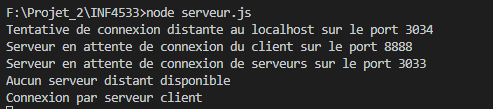 F:\Projet_2\INF4533>node serveur.js
Tentative de connexion distante au localhost sur le port 3034
Serveur en attente de connexion du client sur le port 8888
Serveur en attente de connexion de serveurs sur le port 3033
Aucun serveur distant disponible
Connexion par serveur client